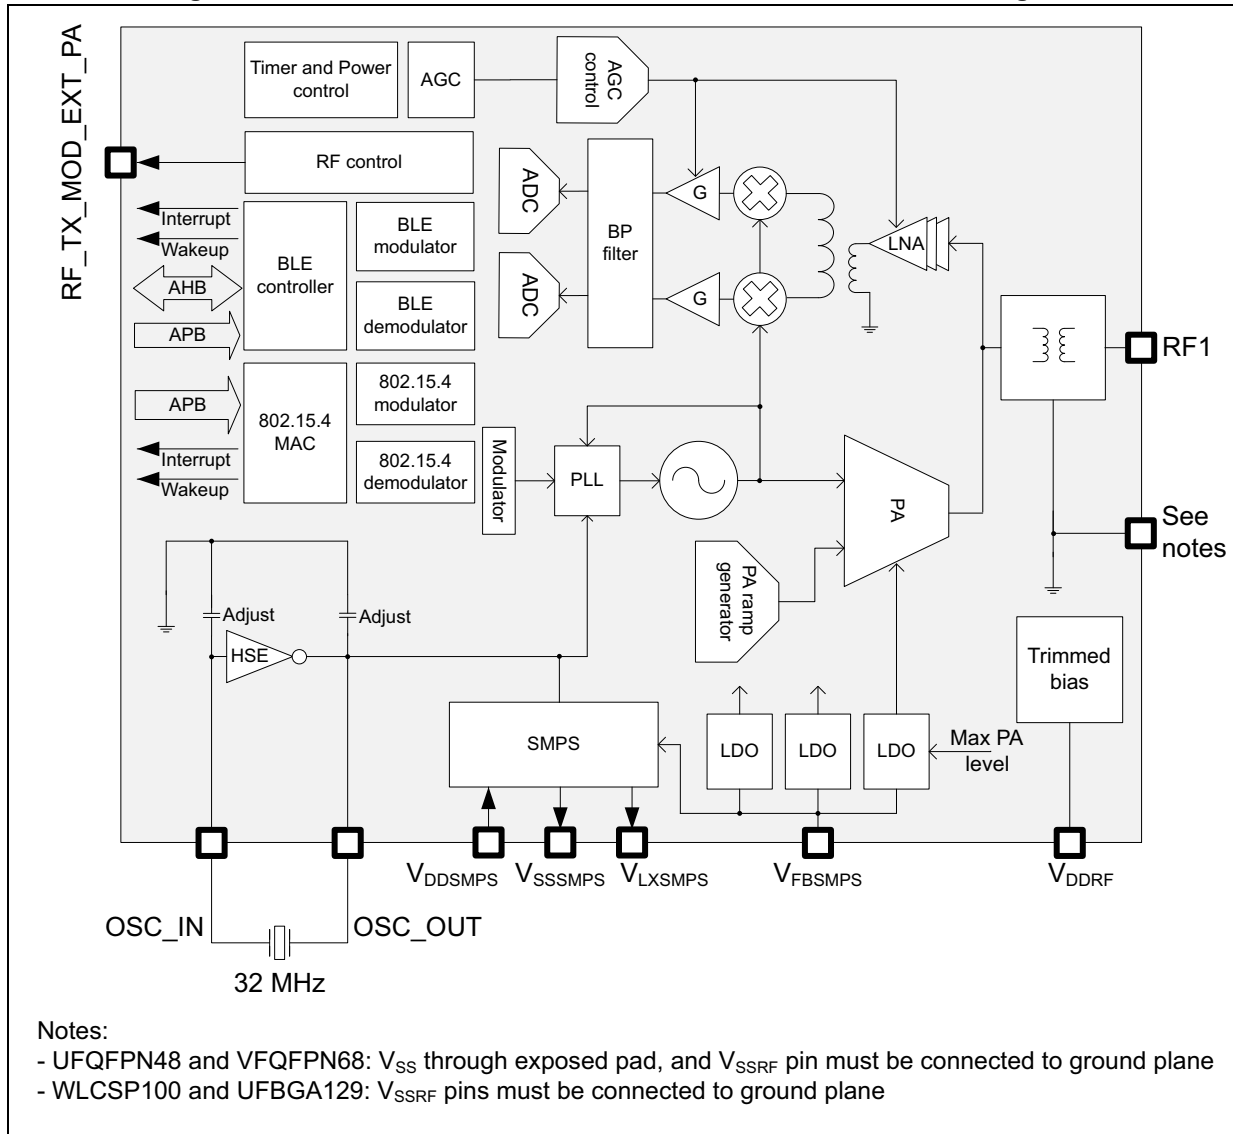 RF_TX_MOD_EXT_PA
Timer and Power
control
AGC
AGC
control
RF control
ADC
ADC
BP
filter
G
G
LNA
Interrupt
Wakeup
AHB
APB
BLE
controller
BLE
modulator
BLE
demodulator
RF1
APB
Interrupt
Wakeup
802.15.4
MAC
802.15.4
modulator
802.15.4
demodulator
Modulator
PLL
PA
See
notes
Adjust
Adjust
HSE
PA ramp
generator
Trimmed
bias
SMPS
LDO
LDO
LDO
Max PA
level
VDDSMPS
VSSSMPS
VLXSMPS
VFBSMPS
VDDRF
OSC_IN
OSC_OUT
32 MHz
Notes:
- UFQFPN48 and VFQFPN68: VSS through exposed pad, and VSSRF pin must be connected to ground plane
- WLCSP100 and UFBGA129: VSSRF pins must be connected to ground plane